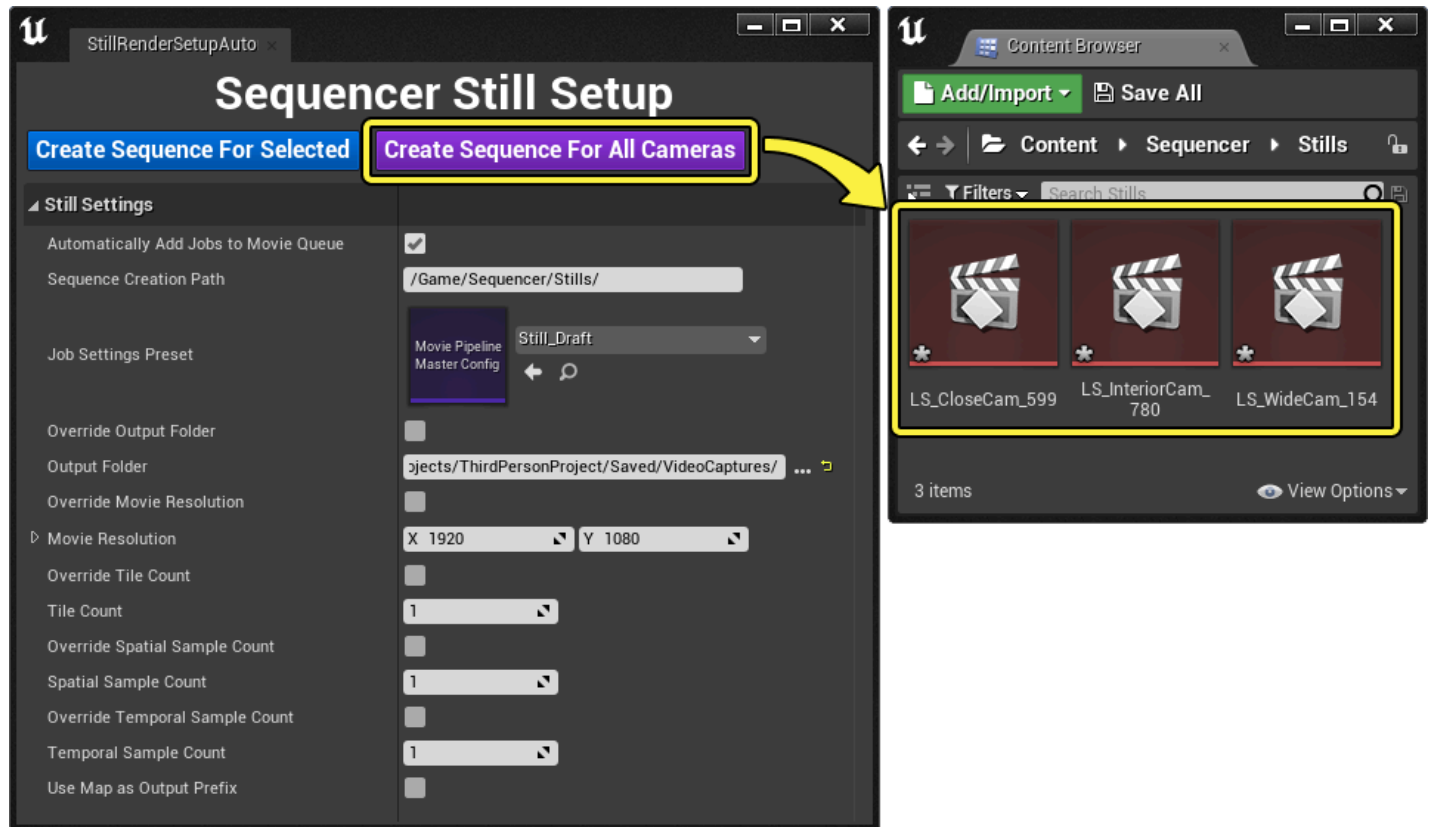 StillRenderSetupAuto
Sequencer Still Setup
Create Sequence For Selected
Create Sequence For All Cameras
Still Settings
Automatically Add Jobs to Movie Queue
Sequence Creation Path
/Game/Sequencer/Stills/
Job Settings Preset
Movie Pipeline
Master Config
Still_Draft
Override Output Folder
Output Folder
ojects/ThirdPersonProject/Saved/VideoCaptures/
...
Override Movie Resolution
Movie Resolution
X 1920
Y 1080
Override Tile Count
Tile Count
1
Override Spatial Sample Count
Spatial Sample Count
1
Override Temporal Sample Count
Temporal Sample Count
1
Use Map as Output Prefix
Content Browser
Add/Import
Save All
Content
Sequencer
Stills
Filters
Search Stills
LS_CloseCam_599
LS_InteriorCam_
780
LS_WideCam_154
3 items
View Options